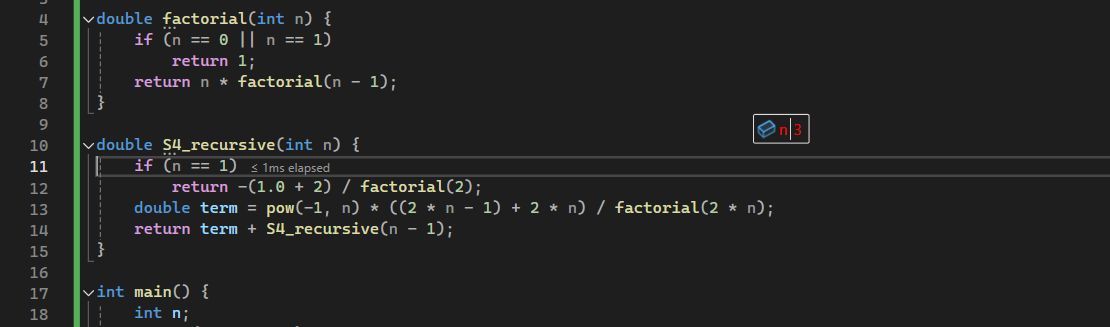 4 double factorial(int n) {
5 if (n == 0 || n == 1)
6 return 1;
7 return n * factorial(n - 1);
8 }
9
n 3
10 double S4_recursive(int n) {
11 if (n == 1) ≤ 1ms elapsed
12 return -(1.0 + 2) / factorial(2);
13 double term = pow(-1, n) * ((2 * n - 1) + 2 * n) / factorial(2 * n);
14 return term + S4_recursive(n - 1);
15 }
16
17 int main() {
18 int n;